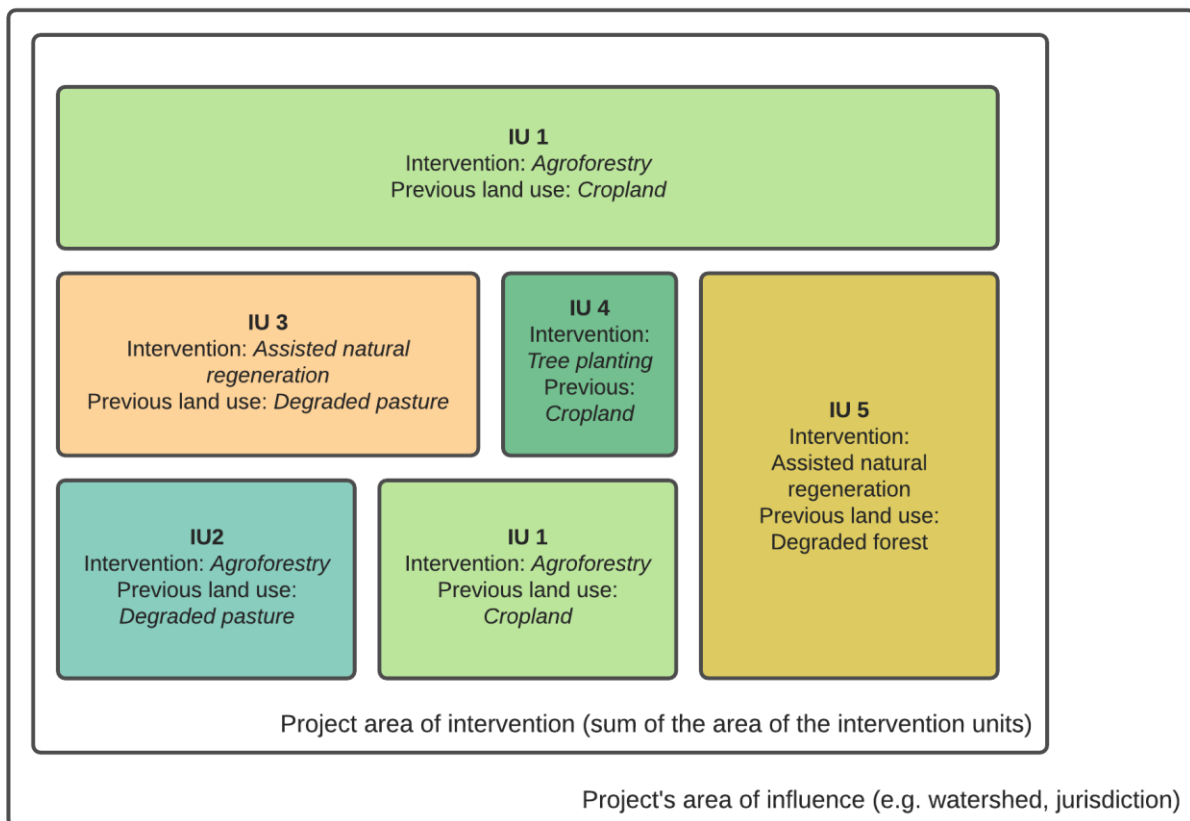 IU 1
Intervention: Agroforestry
Previous land use: Cropland
IU 3
Intervention: Assisted natural
regeneration
Previous land use: Degraded pasture
IU 4
Intervention:
Tree planting
Previous:
Cropland
IU 5
Intervention:
Assisted natural
regeneration
Previous land use:
Degraded forest
IU2
Intervention: Agroforestry
Previous land use:
Degraded pasture
IU 1
Intervention: Agroforestry
Previous land use:
Cropland
Project area of intervention (sum of the area of the intervention units)
Project's area of influence (e.g. watershed, jurisdiction)